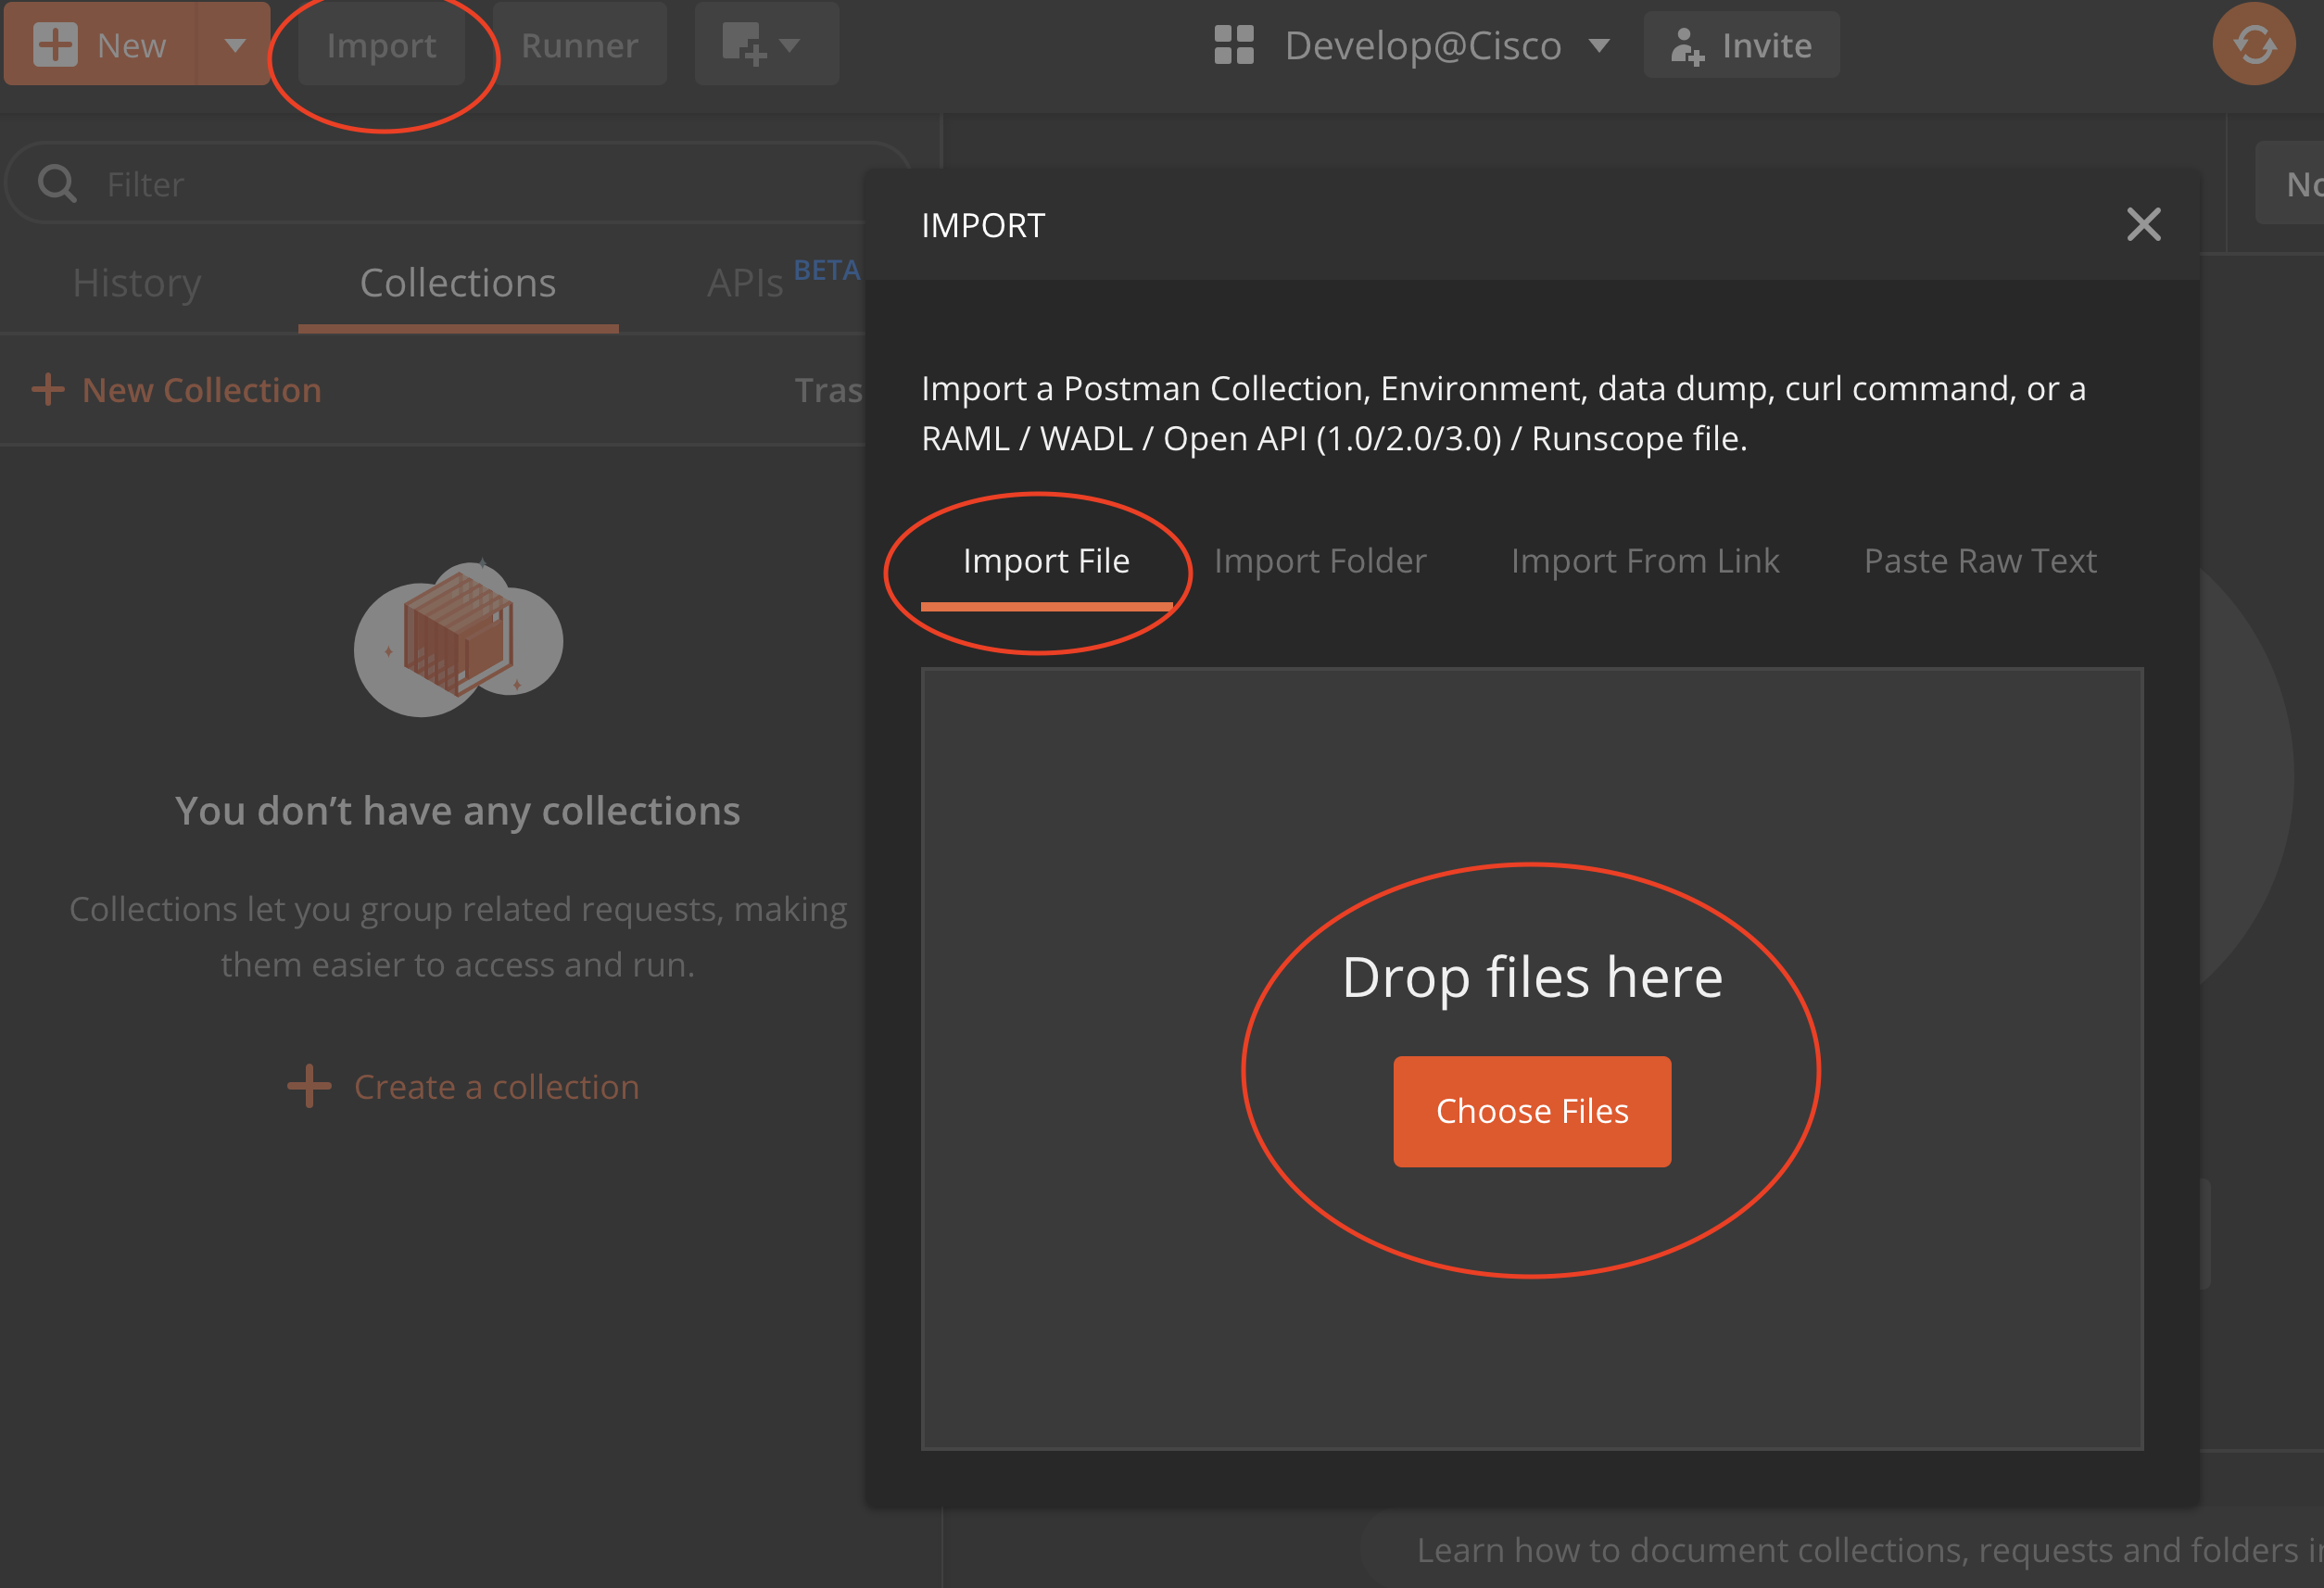 New
Import
Runner
Develop@Cisco
Invite
Filter
History
Collections
APIs BETA
New Collection
You don’t have any collections
Collections let you group related requests, making
them easier to access and run.
Create a collection
IMPORT
Import a Postman Collection, Environment, data dump, curl command, or a
RAML / WADL / Open API (1.0/2.0/3.0) / Runscope file.
Import File
Import Folder
Import From Link
Paste Raw Text
Drop files here
Choose Files
Learn how to document collections, requests and folders